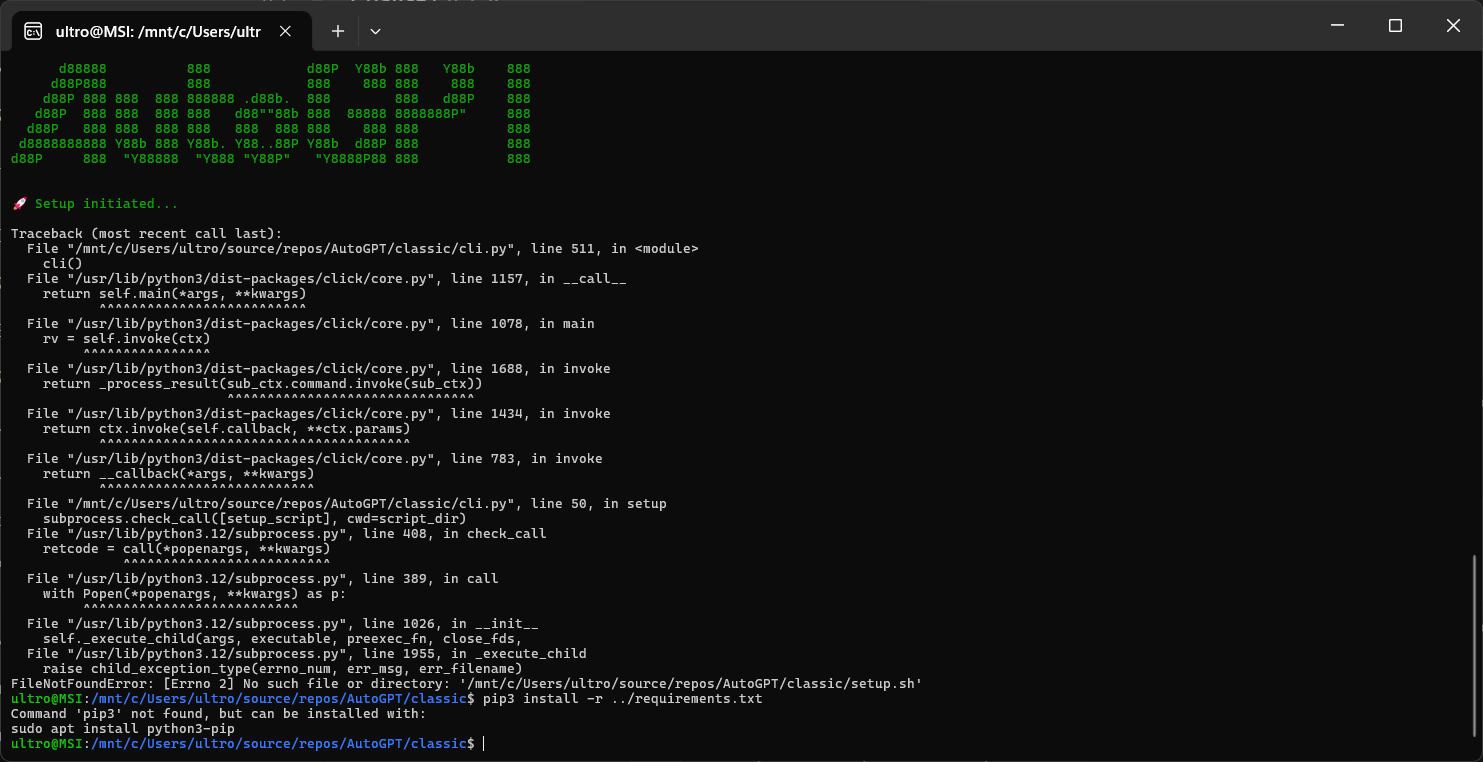 ultro@MSI: /mnt/c/Users/ultr
      d88888          888            d88P  Y88b 888   Y88b    888
     d88P888          888            888    888 888    888    888
    d88P 888 888  888 888888 .d88b.  888        888   d88P    888
   d88P  888 888  888 888   d88""88b 888  88888 8888888P"     888
  d88P   888 888  888 888   888  888 888    888 888           888
 d8888888888 Y88b 888 Y88b. Y88..88P Y88b  d88P 888           888
d88P     888  "Y88888  "Y888 "Y88P"   "Y8888P88 888           888
🚀 Setup initiated...
Traceback (most recent call last):
  File "/mnt/c/Users/ultro/source/repos/AutoGPT/classic/cli.py", line 511, in <module>
    cli()
  File "/usr/lib/python3/dist-packages/click/core.py", line 1157, in __call__
    return self.main(*args, **kwargs)
           ^^^^^^^^^^^^^^^^^^^^^^^^^^
  File "/usr/lib/python3/dist-packages/click/core.py", line 1078, in main
    rv = self.invoke(ctx)
         ^^^^^^^^^^^^^^^^
  File "/usr/lib/python3/dist-packages/click/core.py", line 1688, in invoke
    return _process_result(sub_ctx.command.invoke(sub_ctx))
                           ^^^^^^^^^^^^^^^^^^^^^^^^^^^^^^^
  File "/usr/lib/python3/dist-packages/click/core.py", line 1434, in invoke
    return ctx.invoke(self.callback, **ctx.params)
           ^^^^^^^^^^^^^^^^^^^^^^^^^^^^^^^^^^^^^^^
  File "/usr/lib/python3/dist-packages/click/core.py", line 783, in invoke
    return __callback(*args, **kwargs)
           ^^^^^^^^^^^^^^^^^^^^^^^^^^^
  File "/mnt/c/Users/ultro/source/repos/AutoGPT/classic/cli.py", line 50, in setup
    subprocess.check_call([setup_script], cwd=script_dir)
  File "/usr/lib/python3.12/subprocess.py", line 408, in check_call
    retcode = call(*popenargs, **kwargs)
              ^^^^^^^^^^^^^^^^^^^^^^^^^^
  File "/usr/lib/python3.12/subprocess.py", line 389, in call
    with Popen(*popenargs, **kwargs) as p:
         ^^^^^^^^^^^^^^^^^^^^^^^^^^^
  File "/usr/lib/python3.12/subprocess.py", line 1026, in __init__
    self._execute_child(args, executable, preexec_fn, close_fds,
  File "/usr/lib/python3.12/subprocess.py", line 1955, in _execute_child
    raise child_exception_type(errno_num, err_msg, err_filename)
FileNotFoundError: [Errno 2] No such file or directory: '/mnt/c/Users/ultro/source/repos/AutoGPT/classic/setup.sh'
ultro@MSI:/mnt/c/Users/ultro/source/repos/AutoGPT/classic$ pip3 install -r ../requirements.txt
Command 'pip3' not found, but can be installed with:
sudo apt install python3-pip
ultro@MSI:/mnt/c/Users/ultro/source/repos/AutoGPT/classic$